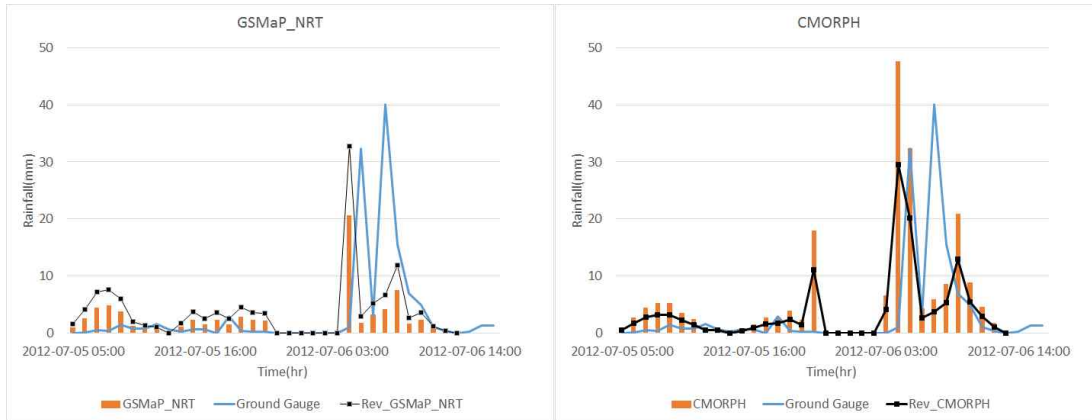 GSMaP_NRT
50
40
30
20
10
0
Rainfall(mm)
2012-07-05 05:00 2012-07-05 16:00 2012-07-06 03:00 2012-07-06 14:00
Time(hr)
GSMaP_NRT Ground Gauge Rev_GSMaP_NRT
CMORPH
50
40
30
20
10
0
Rainfall(mm)
2012-07-05 05:00 2012-07-05 16:00 2012-07-06 03:00 2012-07-06 14:00
Time(hr)
CMORPH Ground Gauge Rev_CMORPH